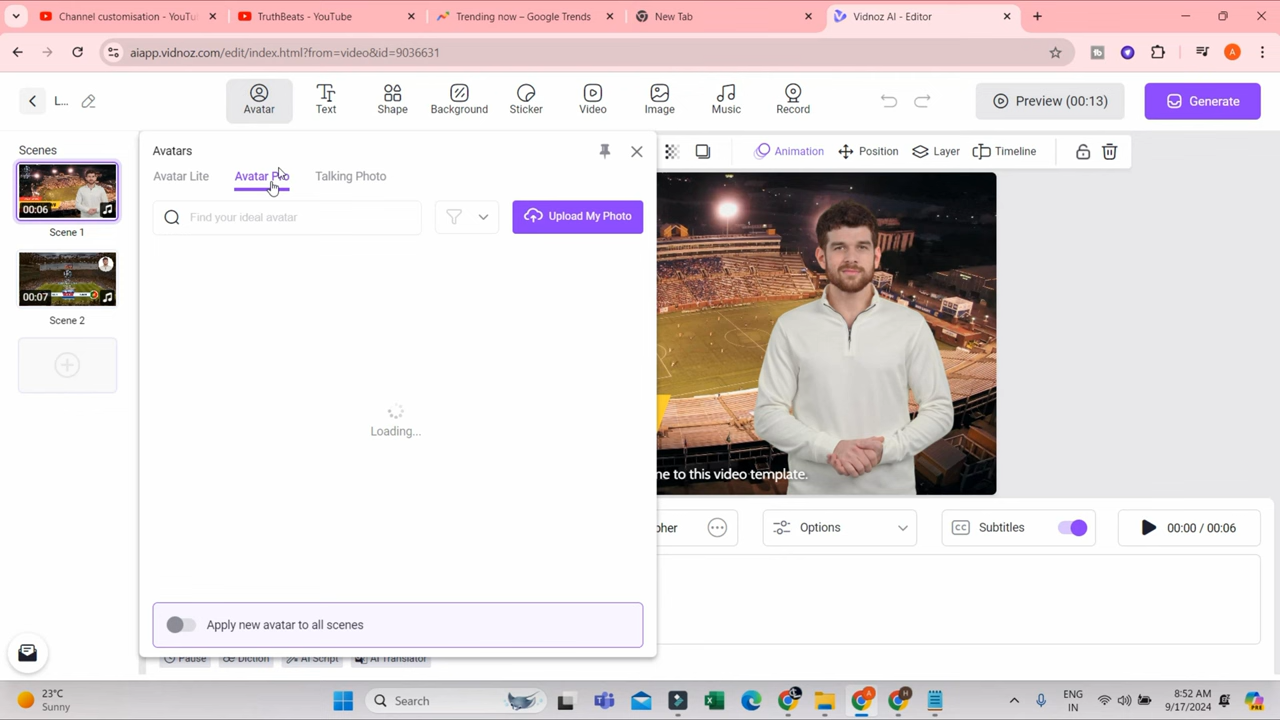 Channel customisation - YouTu
TruthBeats - YouTube
Trending now – Google Trends
New Tab
Vidnoz AI - Editor
aiapp.vidnoz.com/edit/index.html?from=video&id=9036631
A
L...
Avatar
Text
Shape
Background
Sticker
Video
Image
Music
Record
Preview (00:13)
Generate
Scenes
00:06
Scene 1
00:07
Scene 2
Avatars
Avatar Lite
Avatar Pro
Talking Photo
Find your ideal avatar
Upload My Photo
Loading...
Apply new avatar to all scenes
Animation
Position
Layer
Timeline
ne to this video template.
pher
Options
CC Subtitles
00:00 / 00:06
Pause
Diction
AI Script
AI Translator
23°C
Sunny
Search
ENG
IN
8:52 AM
9/17/2024